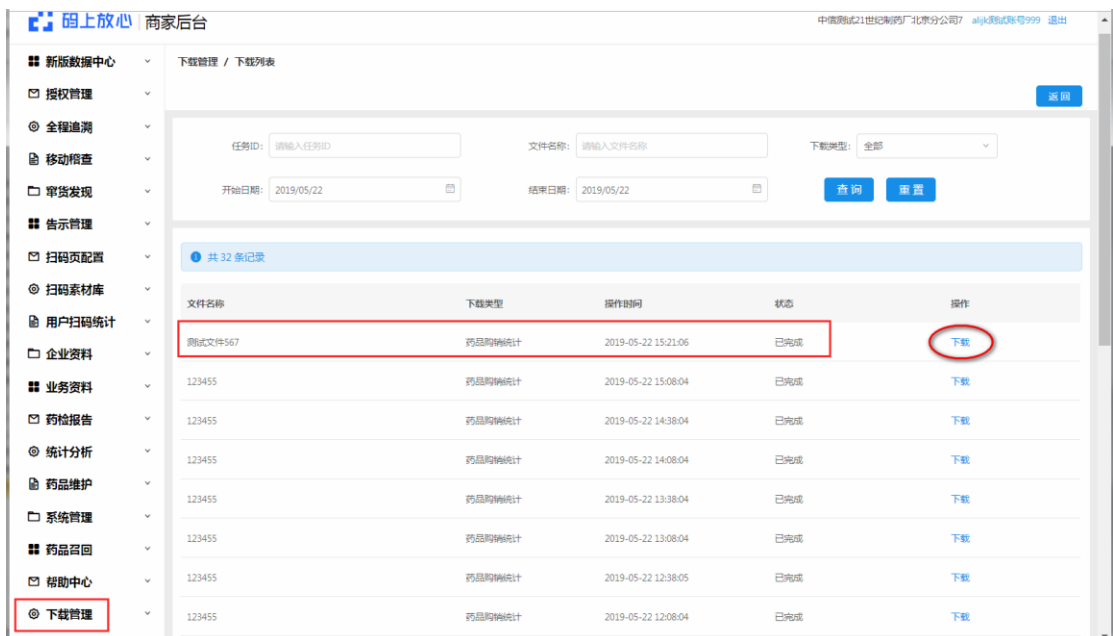 码上放心 商家后台
中信测试21世纪制药厂北京分公司7 alijk测试账号999 退出
新版数据中心
授权管理
全程追溯
移动稽查
窜货发现
告示管理
扫码页配置
扫码素材库
用户扫码统计
企业资料
业务资料
药检报告
统计分析
药品维护
系统管理
药品召回
帮助中心
下载管理
下载管理 / 下载列表
返回
任务ID: 请输入任务ID 文件名称: 请输入文件名称 下载类型: 全部
开始日期: 2019/05/22 结束日期: 2019/05/22 查询 重置
共 32 条记录
文件名称 下载类型 操作时间 状态 操作
测试文件567 药品购销统计 2019-05-22 15:21:06 已完成 下载
123455 药品购销统计 2019-05-22 15:08:04 已完成 下载
123455 药品购销统计 2019-05-22 14:38:04 已完成 下载
123455 药品购销统计 2019-05-22 14:08:04 已完成 下载
123455 药品购销统计 2019-05-22 13:38:04 已完成 下载
123455 药品购销统计 2019-05-22 13:08:04 已完成 下载
123455 药品购销统计 2019-05-22 12:38:05 已完成 下载
123455 药品购销统计 2019-05-22 12:08:04 已完成 下载